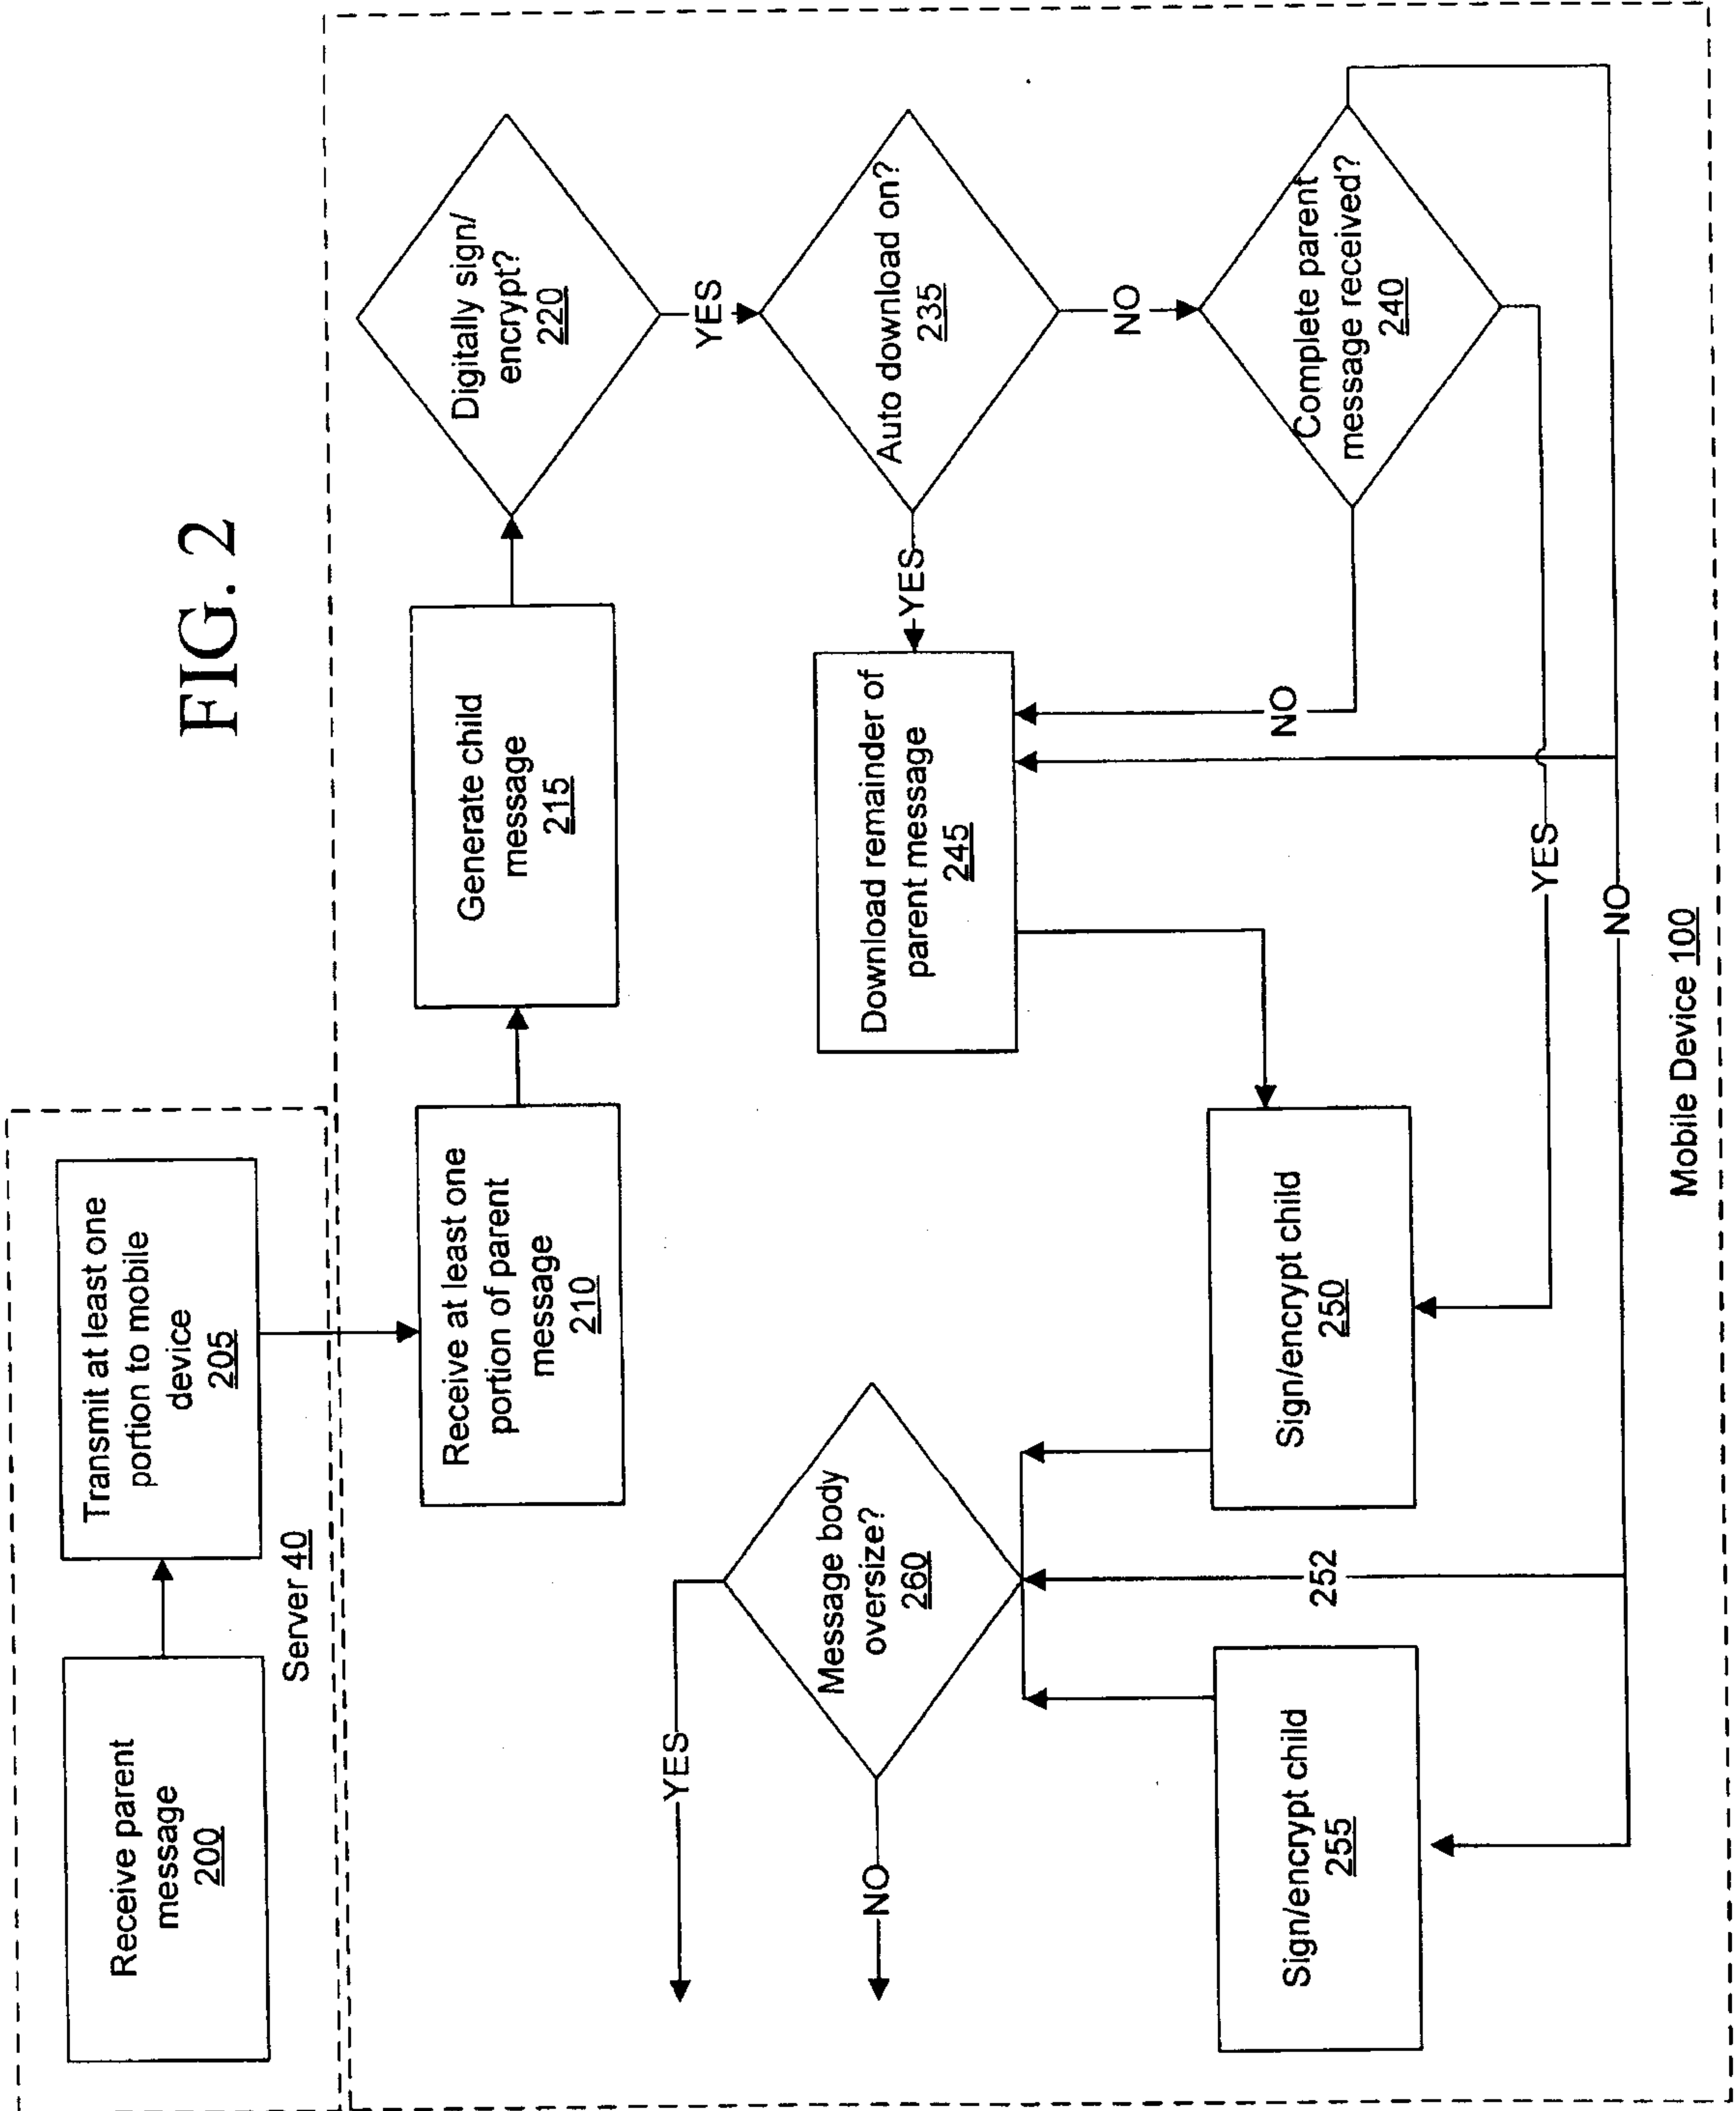 FIG. 2
Receive parent
message
200
Transmit at least one
portion to mobile
device
205
Server 40
Receive at least one
portion of parent
message
210
Generate child
message
215
Digitally sign/
encrypt?
220
YES
Auto download on?
235
YES
NO
Complete parent
message received?
240
NO
YES
NO
Download remainder of
parent message
245
Sign/encrypt child
250
252
Sign/encrypt child
255
Message body
oversize?
260
YES
NO
Mobile Device 100